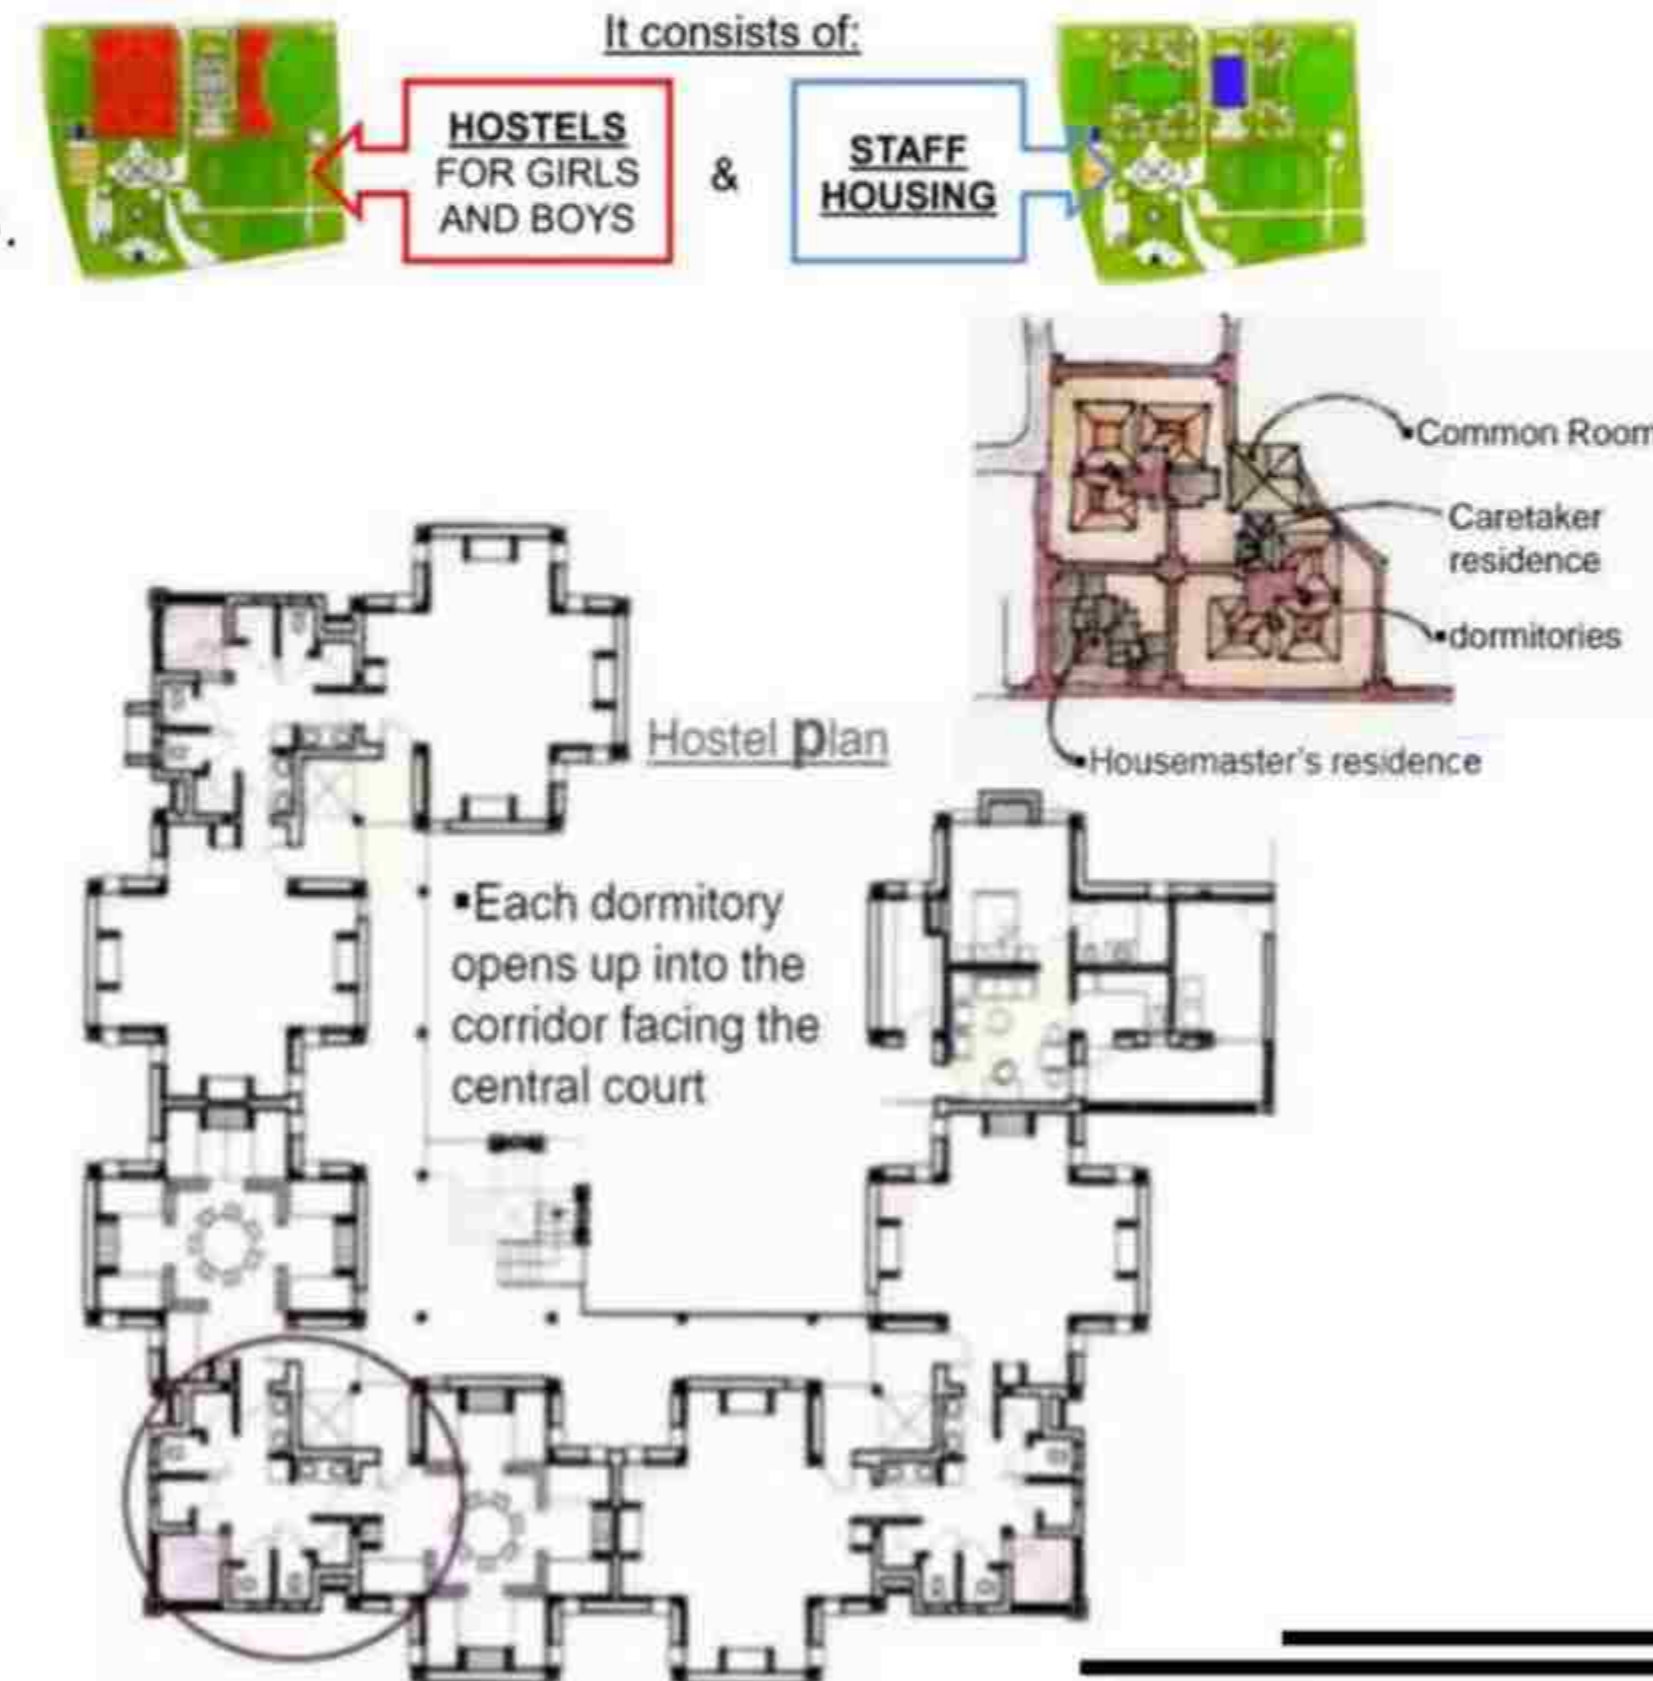 It consists of:
HOSTELS
FOR GIRLS
AND BOYS
&
STAFF
HOUSING
▪Common Room
Caretaker
residence
▪dormitories
▪Housemaster's residence
Hostel plan
▪Each dormitory
opens up into the
corridor facing the
central court